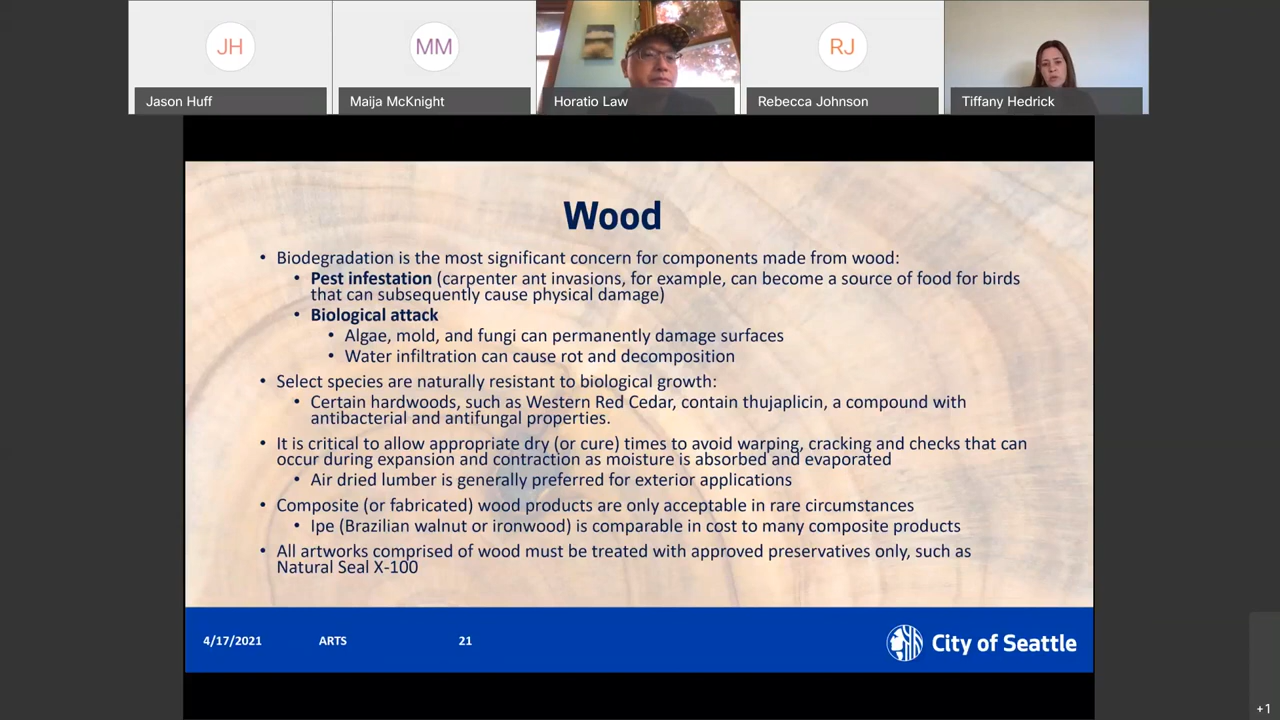 JH
MM
RJ
Jason Huff
Maija McKnight
Horatio Law
Rebecca Johnson
Tiffany Hedrick
Wood
• Biodegradation is the most significant concern for components made from wood:
• Pest infestation (carpenter ant invasions, for example, can become a source of food for birds
that can subsequently cause physical damage)
• Biological attack
• Algae, mold, and fungi can permanently damage surfaces
• Water infiltration can cause rot and decomposition
• Select species are naturally resistant to biological growth:
• Certain hardwoods, such as Western Red Cedar, contain thujaplicin, a compound with
antibacterial and antifungal properties.
• It is critical to allow appropriate dry (or cure) times to avoid warping, cracking and checks that can
occur during expansion and contraction as moisture is absorbed and evaporated
• Air dried lumber is generally preferred for exterior applications
• Composite (or fabricated) wood products are only acceptable in rare circumstances
• Ipe (Brazilian walnut or ironwood) is comparable in cost to many composite products
• All artworks comprised of wood must be treated with approved preservatives only, such as
Natural Seal X-100
4/17/2021 ARTS 21 City of Seattle
+1